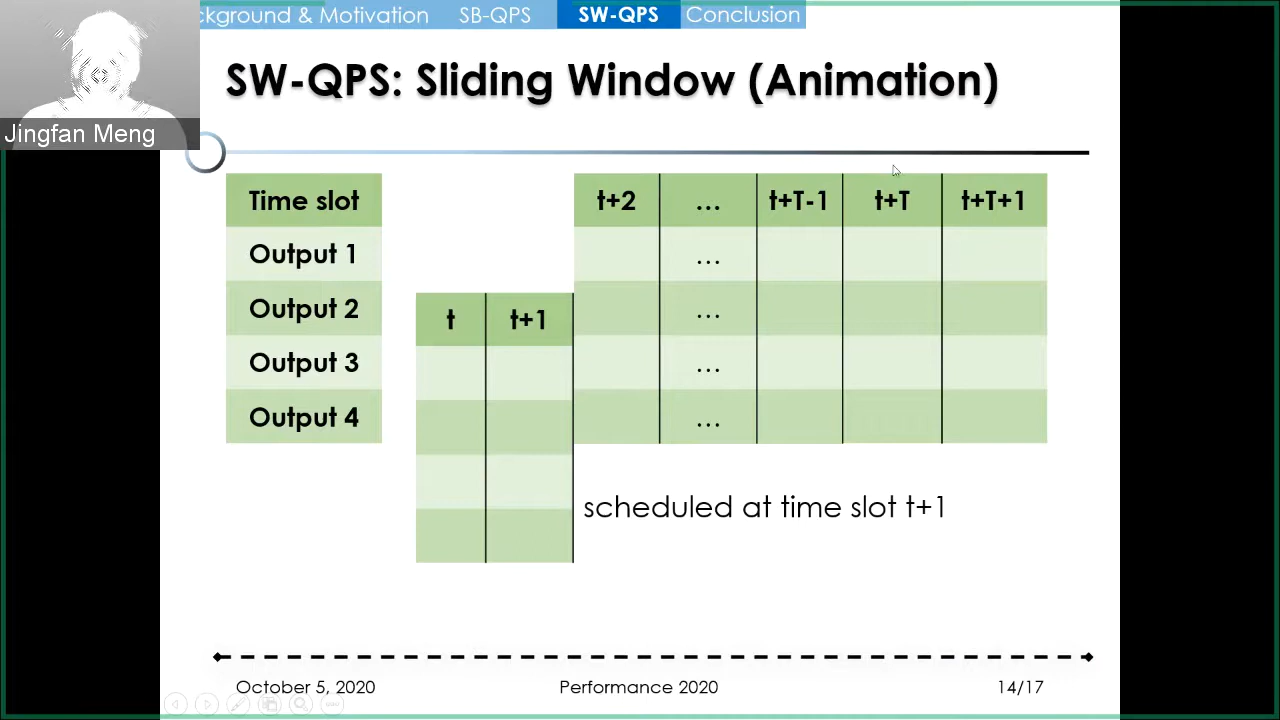 ckground & Motivation SB-QPS SW-QPS Conclusion
SW-QPS: Sliding Window (Animation)
Jingfan Meng
Time slot t+2 ... t+T-1 t+T t+T+1
Output 1 ...
Output 2 ...
t t+1
Output 3 ...
Output 4 ...
scheduled at time slot t+1
October 5, 2020 Performance 2020 14/17